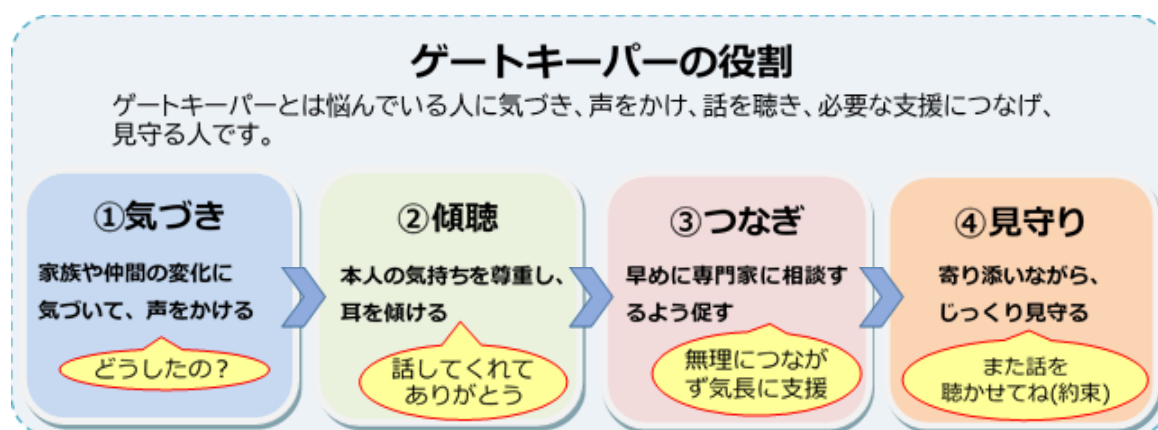 ゲートキーパーの役割
ゲートキーパーとは悩んでいる人に気づき、声をかけ、話を聴き、必要な支援につなげ、
見守る人です。
①気づき
家族や仲間の変化に
気づいて、声をかける
どうしたの？
②傾聴
本人の気持ちを尊重し、
耳を傾ける
話してくれて
ありがとう
③つなぎ
早めに専門家に相談す
るよう促す
無理につなが
ず気長に支援
④見守り
寄り添いながら、
じっくり見守る
また話を
聴かせてね(約束)